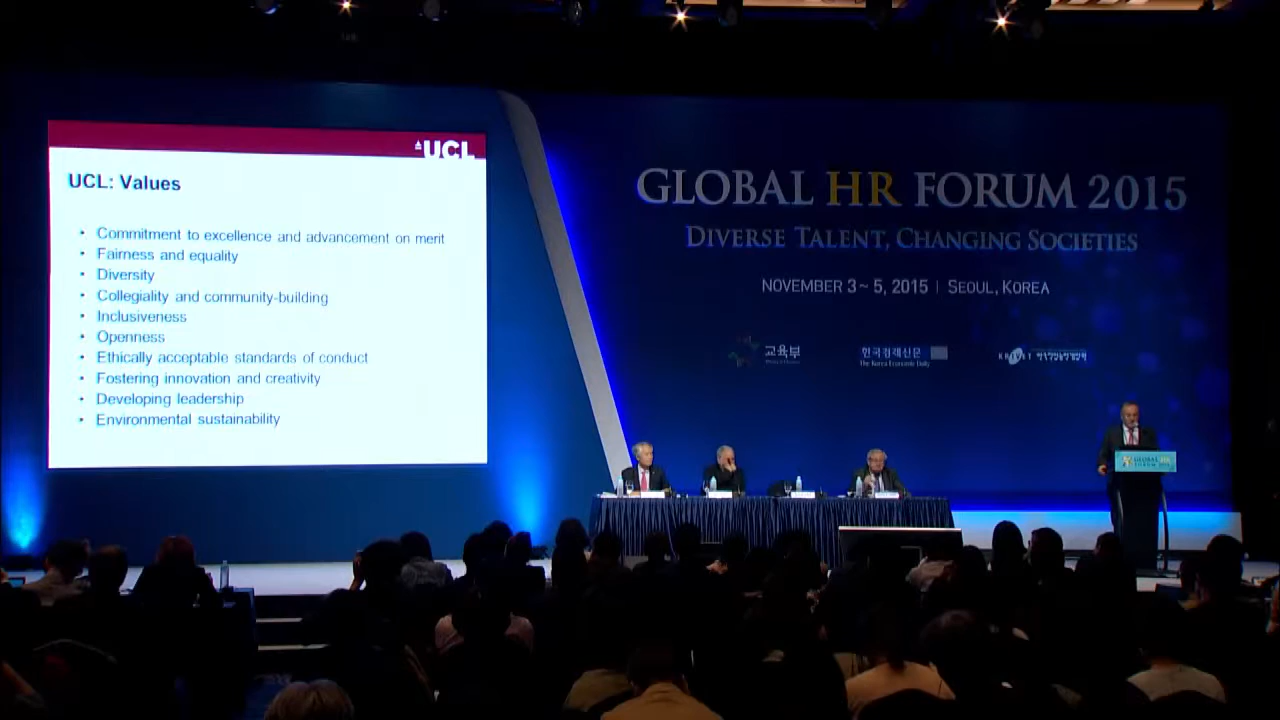 UCL
UCL: Values
• Commitment to excellence and advancement on merit
• Fairness and equality
• Diversity
• Collegiality and community-building
• Inclusiveness
• Openness
• Ethically acceptable standards of conduct
• Fostering innovation and creativity
• Developing leadership
• Environmental sustainability
GLOBAL HR FORUM 2015
DIVERSE TALENT, CHANGING SOCIETIES
NOVEMBER 3~5, 2015 | SEOUL, KOREA
교육부
한국경제신문
The Korea Economic Daily
KRIVET
GLOBAL HR
FORUM 2015